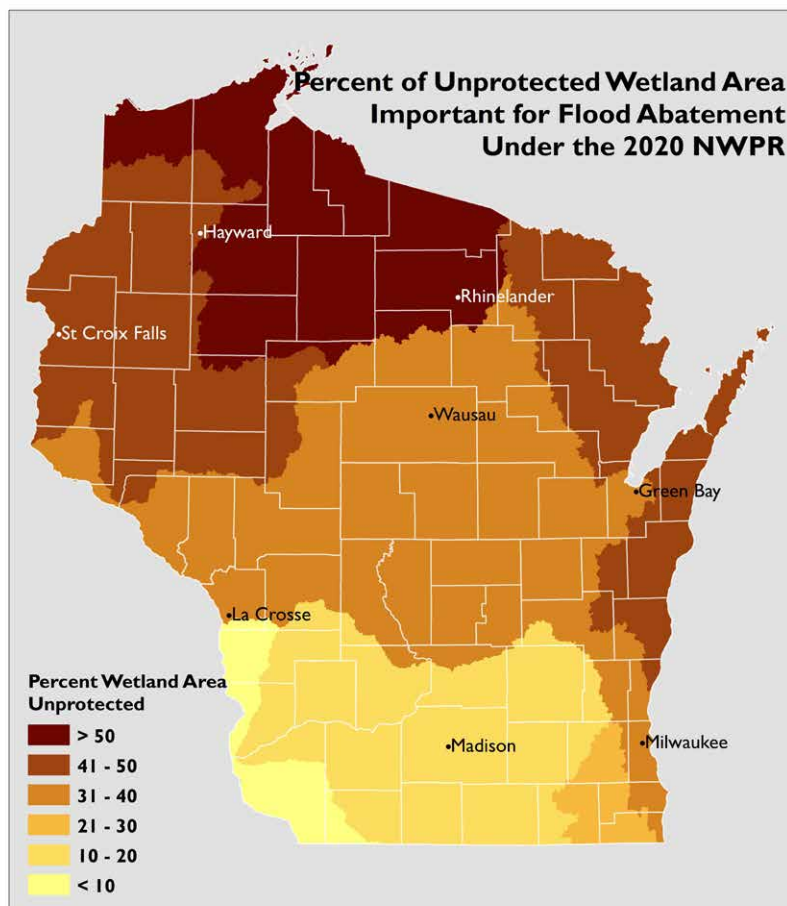 Percent of Unprotected Wetland Area
Important for Flood Abatement
Under the 2020 NWPR
Hayward
Rhinelander
St Croix Falls
Wausau
Green Bay
La Crosse
Percent Wetland Area
Unprotected
> 50
41 - 50
31 - 40
21 - 30
10 - 20
< 10
Madison
Milwaukee